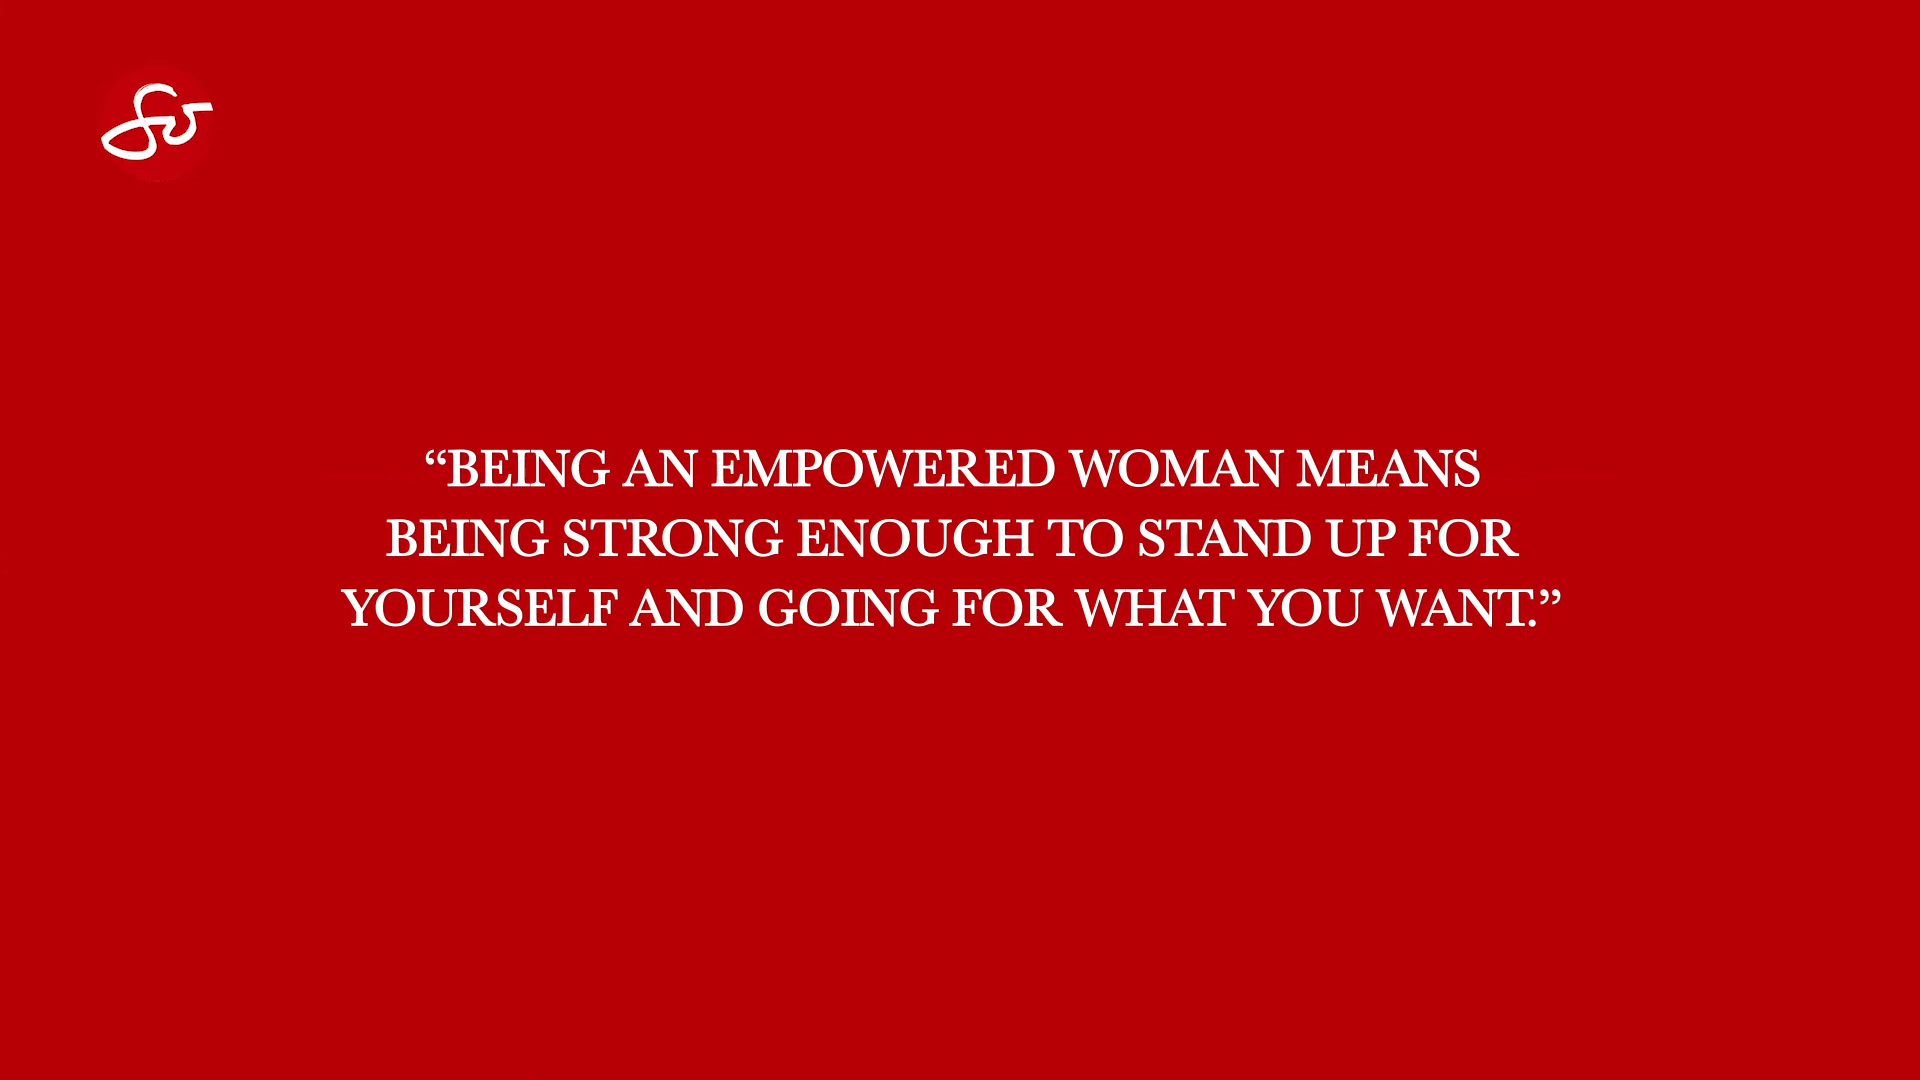 “BEING AN EMPOWERED WOMAN MEANS
BEING STRONG ENOUGH TO STAND UP FOR
YOURSELF AND GOING FOR WHAT YOU WANT.”